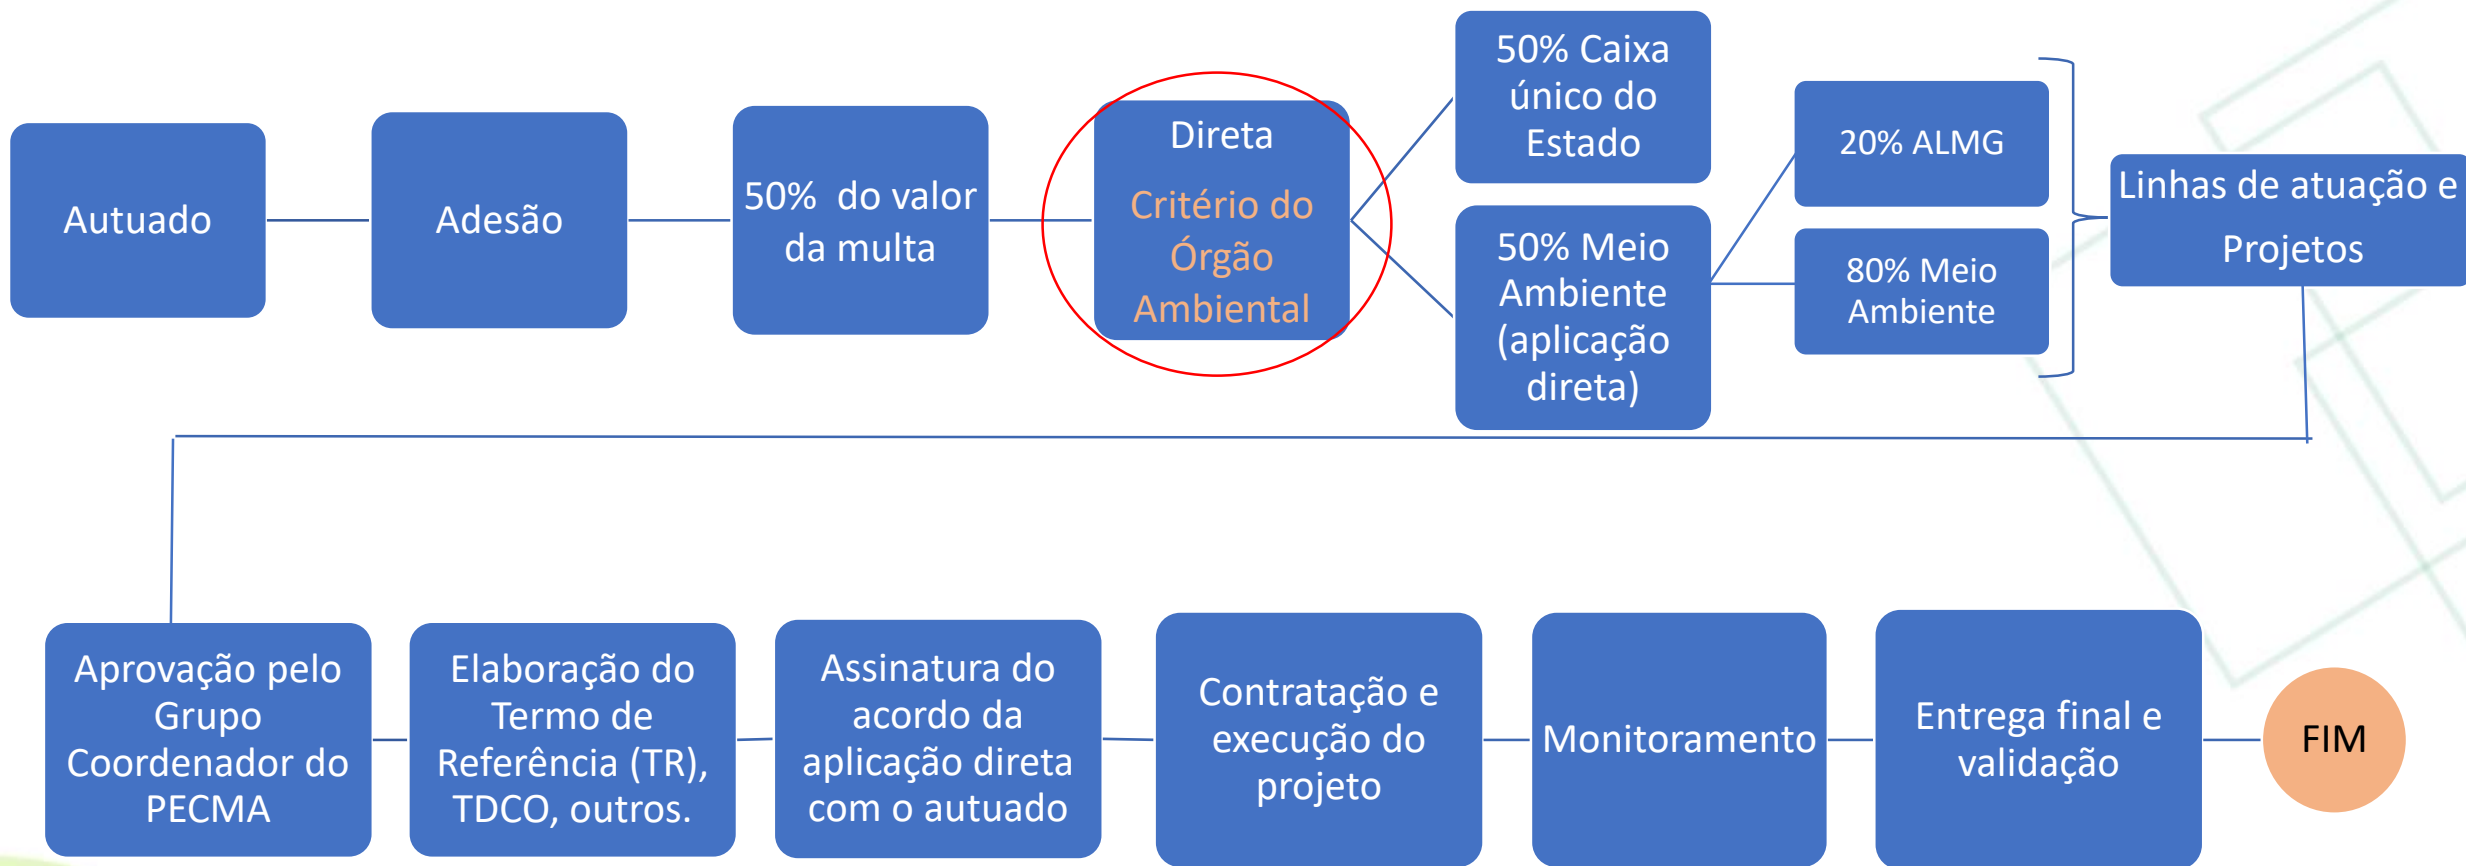 Autuado
Adesão
50% do valor
da multa
Direta
Critério do
Órgão
Ambiental
50% Caixa
único do
Estado
50% Meio
Ambiente
(aplicação
direta)
20% ALMG
80% Meio
Ambiente
Linhas de atuação e
Projetos
Aprovação pelo
Grupo
Coordenador do
PECMA
Elaboração do
Termo de
Referência (TR),
TDCO, outros.
Assinatura do
acordo da
aplicação direta
com o autuado
Contratação e
execução do
projeto
Monitoramento
Entrega final e
validação
FIM